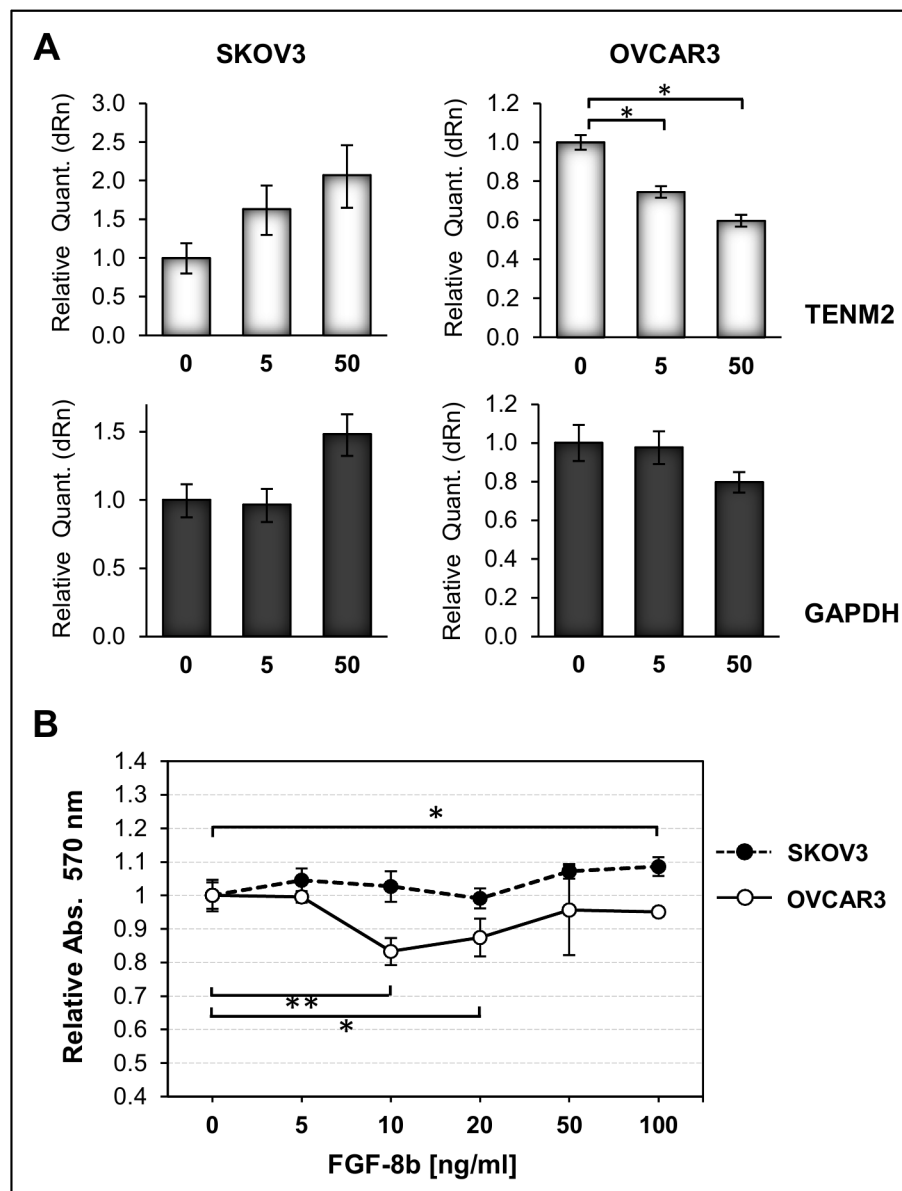 A
SKOV3
OVCAR3
Relative Quant. (dRn)
3.0
2.5
2.0
1.5
1.0
0.5
0.0
0 5 50
Relative Quant. (dRn)
1.2
1.0
0.8
0.6
0.4
0.2
0.0
* *
0 5 50
TENM2
Relative Quant. (dRn)
1.5
1.0
0.5
0.0
0 5 50
Relative Quant. (dRn)
1.2
1.0
0.8
0.6
0.4
0.2
0.0
0 5 50
GAPDH
B
Relative Abs. 570 nm
1.4
1.3
1.2
1.1
1
0.9
0.8
0.7
0.6
0.5
0.4
*
**
*
0 5 10 20 50 100
FGF-8b [ng/ml]
SKOV3
OVCAR3